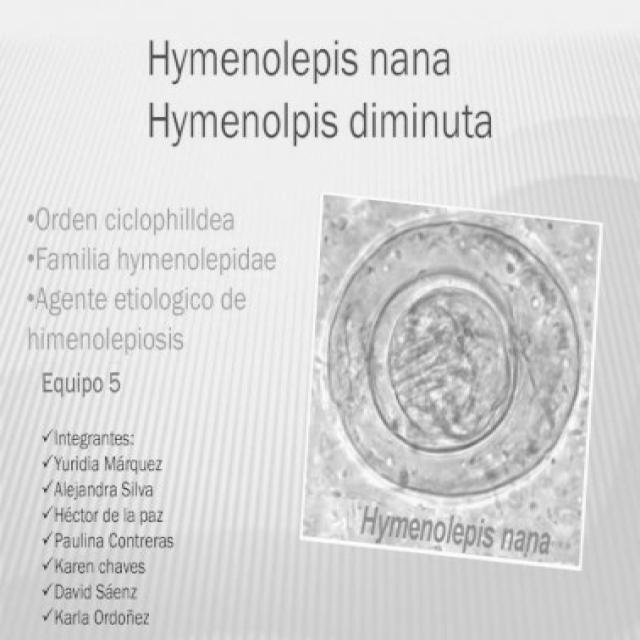 Hymenolepis nana
Hymenolpis diminuta
•Orden ciclophilldea
•Familia hymenolepidae
•Agente etiologico de
himenolepiosis
Equipo 5
✓Integrantes:
✓Yuridia Márquez
✓Alejandra Silva
✓Héctor de la paz
✓Paulina Contreras
✓Karen chaves
✓David Sáenz
✓Karla Ordoñez
Hymenolepis nana